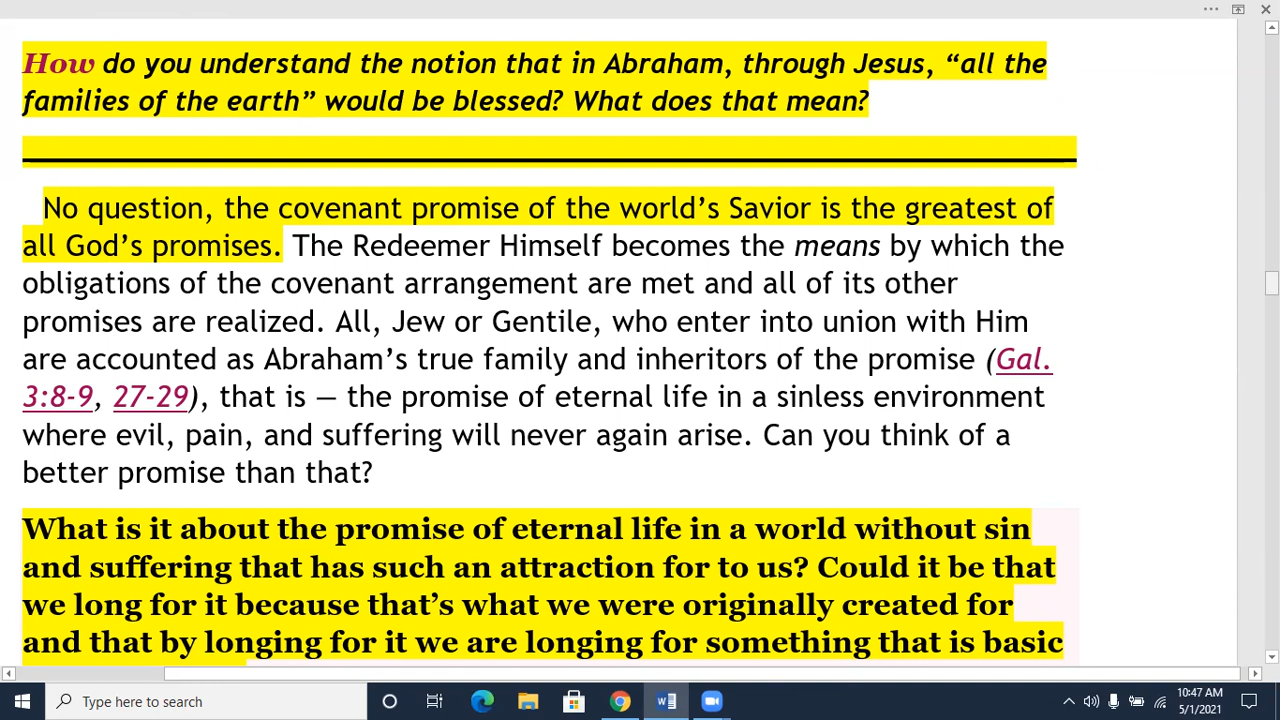 How do you understand the notion that in Abraham, through Jesus, “all the
families of the earth” would be blessed? What does that mean?
No question, the covenant promise of the world’s Savior is the greatest of
all God’s promises. The Redeemer Himself becomes the means by which the
obligations of the covenant arrangement are met and all of its other
promises are realized. All, Jew or Gentile, who enter into union with Him
are accounted as Abraham’s true family and inheritors of the promise (Gal.
3:8-9, 27-29), that is — the promise of eternal life in a sinless environment
where evil, pain, and suffering will never again arise. Can you think of a
better promise than that?
What is it about the promise of eternal life in a world without sin
and suffering that has such an attraction for to us? Could it be that
we long for it because that’s what we were originally created for
and that by longing for it we are longing for something that is basic
Type here to search
10:47 AM
5/1/2021